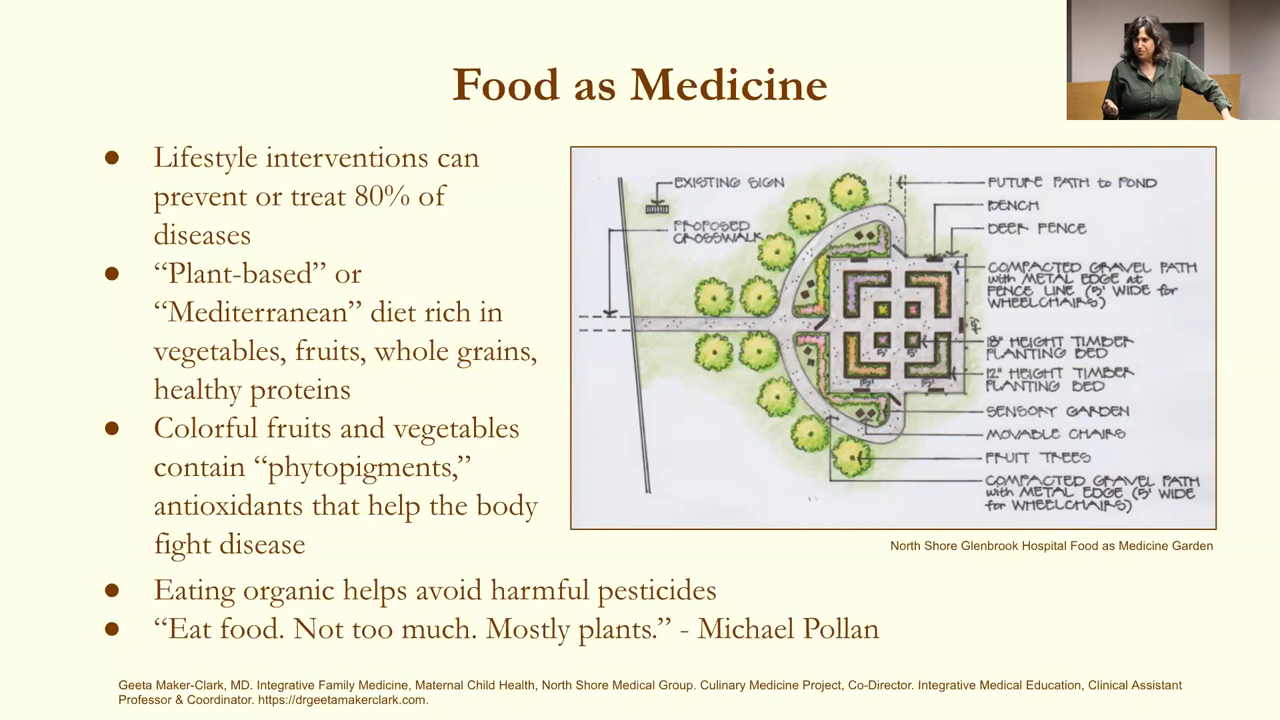 Food as Medicine
● Lifestyle interventions can
prevent or treat 80% of
diseases
● “Plant-based” or
“Mediterranean” diet rich in
vegetables, fruits, whole grains,
healthy proteins
● Colorful fruits and vegetables
contain “phytopigments,”
antioxidants that help the body
fight disease
● Eating organic helps avoid harmful pesticides
● “Eat food. Not too much. Mostly plants.” - Michael Pollan
EXISTING SIGN
PROPOSED
CROSSWALK
FUTURE PATH to POND
BENCH
DEER FENCE
COMPACTED GRAVEL PATH
with METAL EDGE at
FENCE LINE (5' WIDE for
WHEELCHAIRS)
45'
18" HEIGHT TIMBER
PLANTING BED
12" HEIGHT TIMBER
PLANTING BED
5' 5'
15' 15'
SENSORY GARDEN
MOVABLE CHAIRS
FRUIT TREES
COMPACTED GRAVEL PATH
with METAL EDGE (5' WIDE
for WHEELCHAIRS)
North Shore Glenbrook Hospital Food as Medicine Garden
Geeta Maker-Clark, MD. Integrative Family Medicine, Maternal Child Health, North Shore Medical Group. Culinary Medicine Project, Co-Director. Integrative Medical Education, Clinical Assistant
Professor & Coordinator. https://drgeetamakerclark.com.